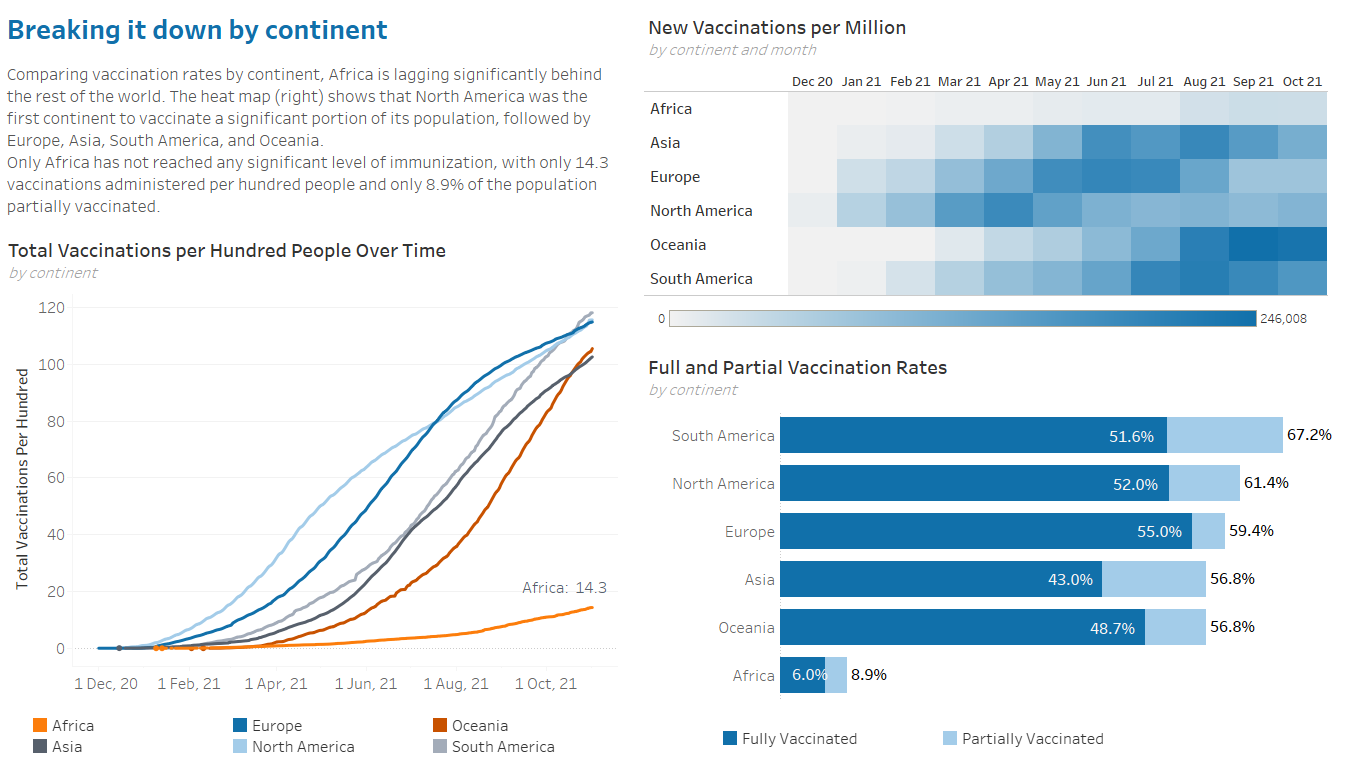 Breaking it down by continent
Comparing vaccination rates by continent, Africa is lagging significantly behind
the rest of the world. The heat map (right) shows that North America was the
first continent to vaccinate a significant portion of its population, followed by
Europe, Asia, South America, and Oceania.
Only Africa has not reached any significant level of immunization, with only 14.3
vaccinations administered per hundred people and only 8.9% of the population
partially vaccinated.
Total Vaccinations per Hundred People Over Time
by continent
Total Vaccinations Per Hundred
120
100
80
60
40
20
0
Africa: 14.3
1 Dec, 20 1 Feb, 21 1 Apr, 21 1 Jun, 21 1 Aug, 21 1 Oct, 21
Africa Europe Oceania
Asia North America South America
New Vaccinations per Million
by continent and month
Dec 20 Jan 21 Feb 21 Mar 21 Apr 21 May 21 Jun 21 Jul 21 Aug 21 Sep 21 Oct 21
Africa
Asia
Europe
North America
Oceania
South America
0 246,008
Full and Partial Vaccination Rates
by continent
South America 51.6% 67.2%
North America 52.0% 61.4%
Europe 55.0% 59.4%
Asia 43.0% 56.8%
Oceania 48.7% 56.8%
Africa 6.0% 8.9%
Fully Vaccinated Partially Vaccinated